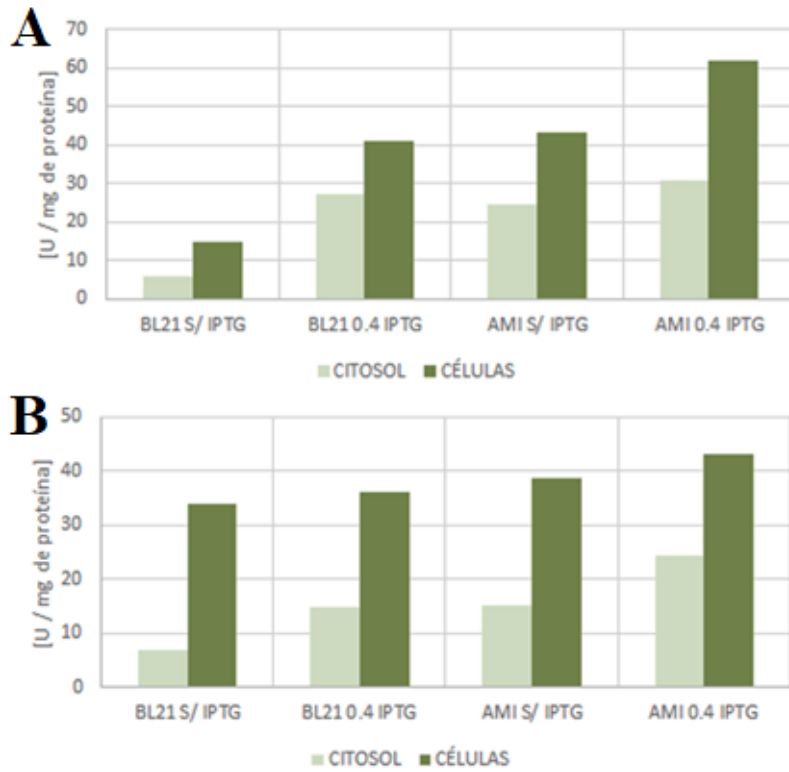 A
[U / mg de proteína]
70
60
50
40
30
20
10
0
BL21 S/ IPTG BL21 0.4 IPTG AMI S/ IPTG AMI 0.4 IPTG
CITOSOL CÉLULAS
B
[U / mg de proteína]
50
40
30
20
10
0
BL21 S/ IPTG BL21 0.4 IPTG AMI S/ IPTG AMI 0.4 IPTG
CITOSOL CÉLULAS